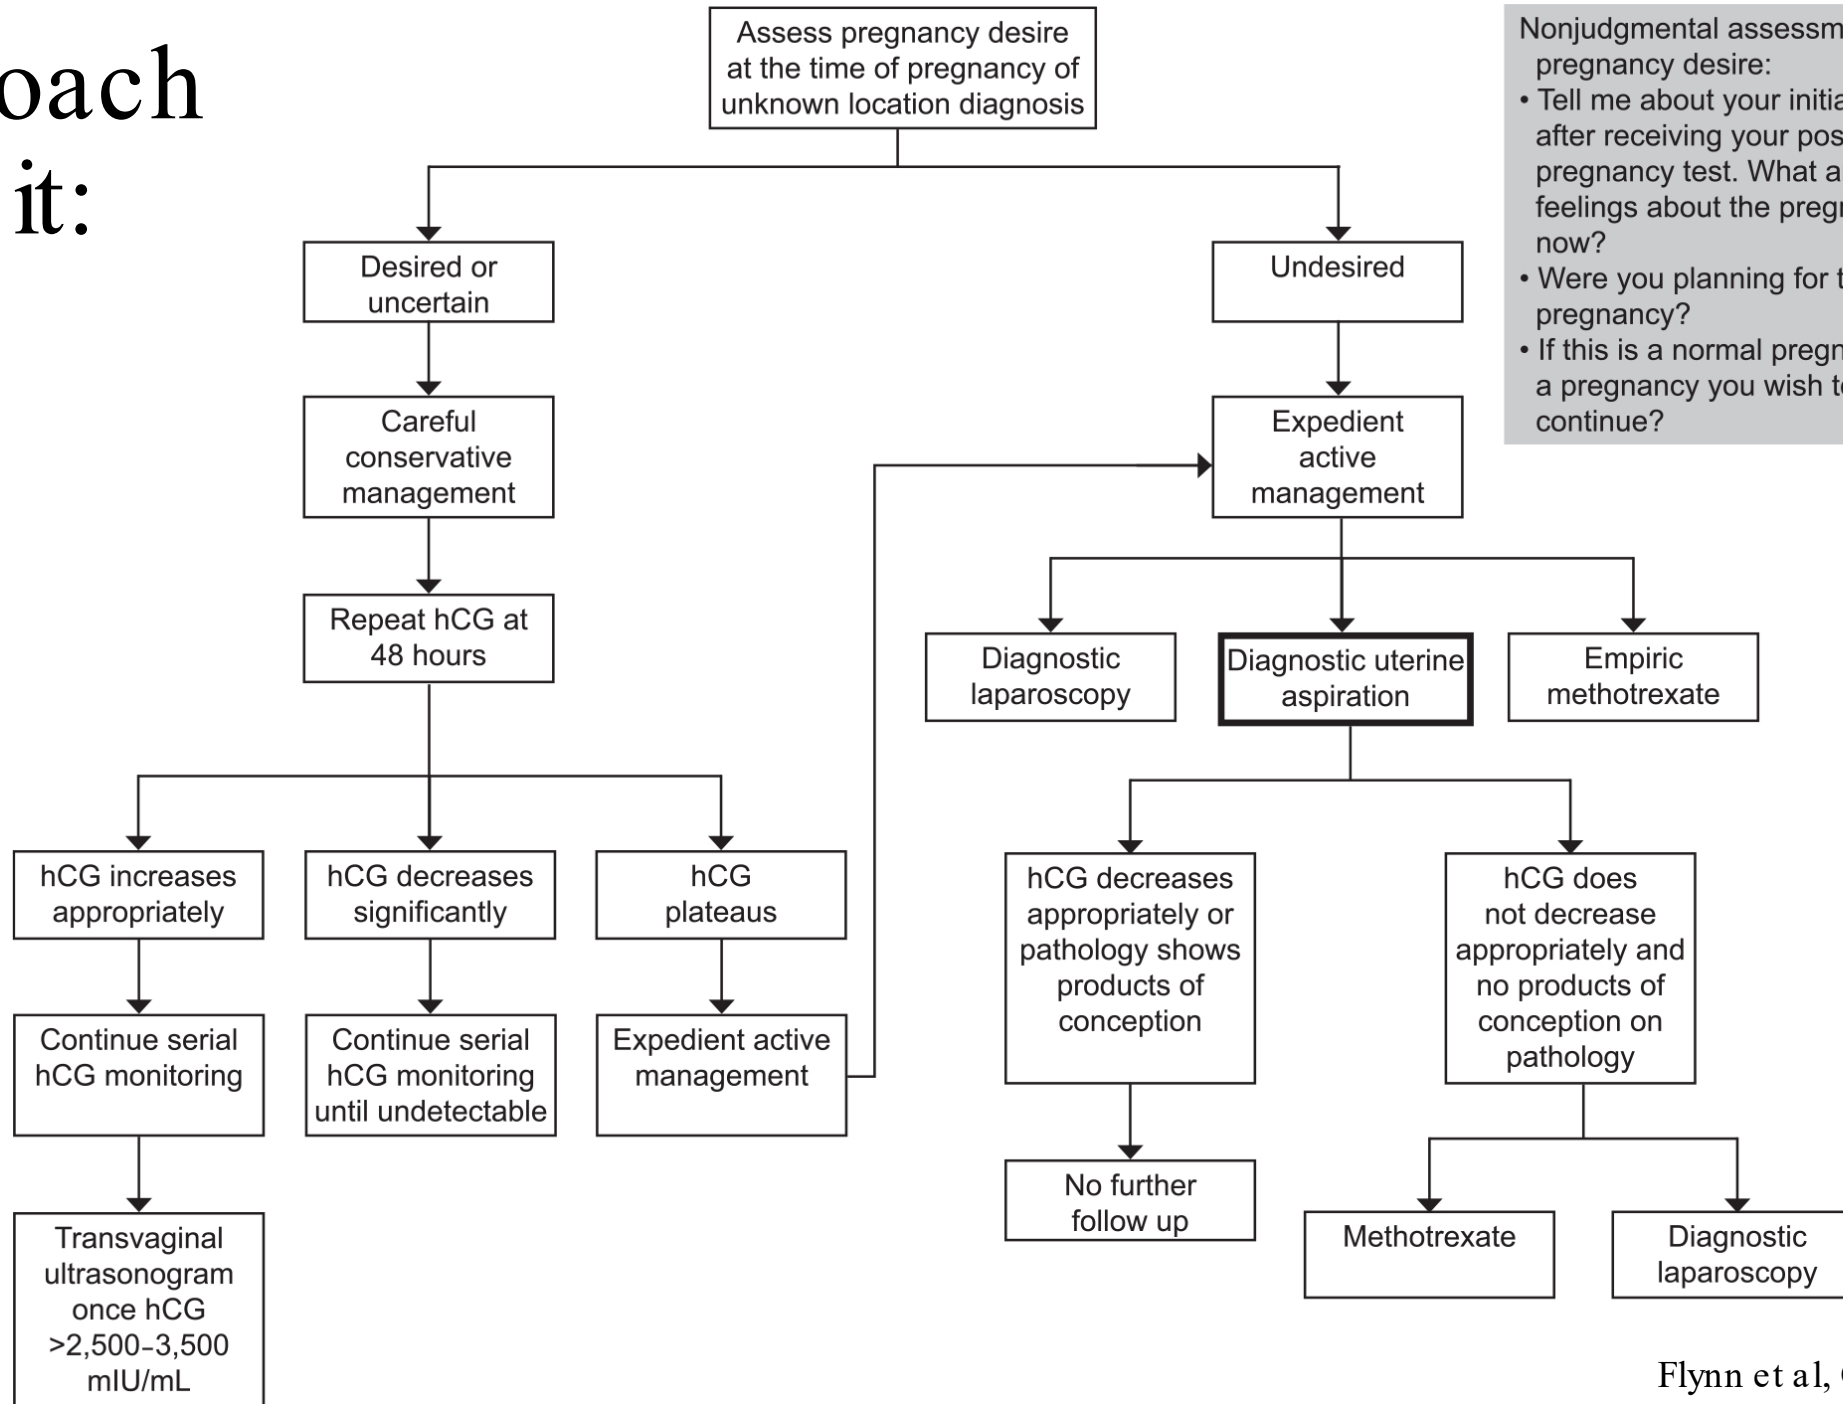 oach
it:
Assess pregnancy desire
at the time of pregnancy of
unknown location diagnosis
Nonjudgmental assessm
pregnancy desire:
• Tell me about your initia
after receiving your pos
pregnancy test. What a
feelings about the pregn
now?
• Were you planning for t
pregnancy?
• If this is a normal pregn
a pregnancy you wish to
continue?
Desired or
uncertain
Undesired
Careful
conservative
management
Expedient
active
management
Repeat hCG at
48 hours
Diagnostic
laparoscopy
Diagnostic uterine
aspiration
Empiric
methotrexate
hCG increases
appropriately
hCG decreases
significantly
hCG
plateaus
hCG decreases
appropriately or
pathology shows
products of
conception
hCG does
not decrease
appropriately and
no products of
conception on
pathology
Continue serial
hCG monitoring
Continue serial
hCG monitoring
until undetectable
Expedient active
management
No further
follow up
Methotrexate
Diagnostic
laparoscopy
Transvaginal
ultrasonogram
once hCG
>2,500–3,500
mIU/mL
Flynn et al,